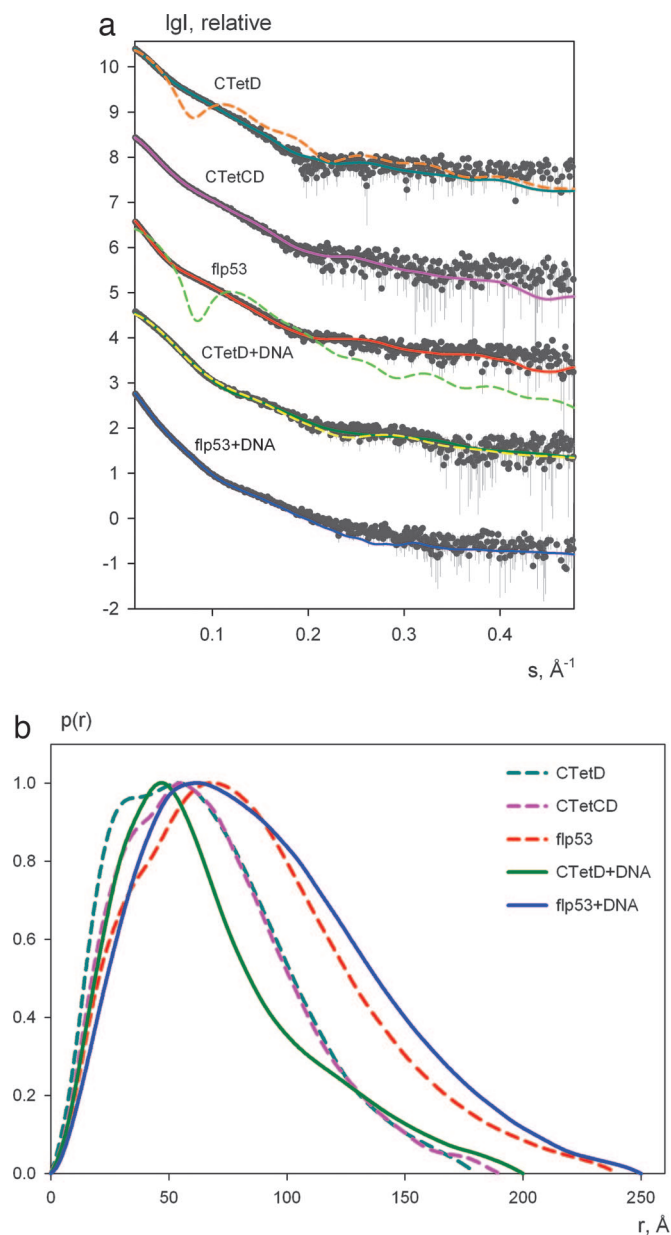 a
lgI, relative
10
9
8
7
6
5
4
3
2
1
0
-1
-2
CTetD
CTetCD
flp53
CTetD+DNA
flp53+DNA
0.1
0.2
0.3
0.4
s, Å⁻¹
b
p(r)
1.0
0.8
0.6
0.4
0.2
0.0
CTetD
CTetCD
flp53
CTetD+DNA
flp53+DNA
0
50
100
150
200
250
r, Å